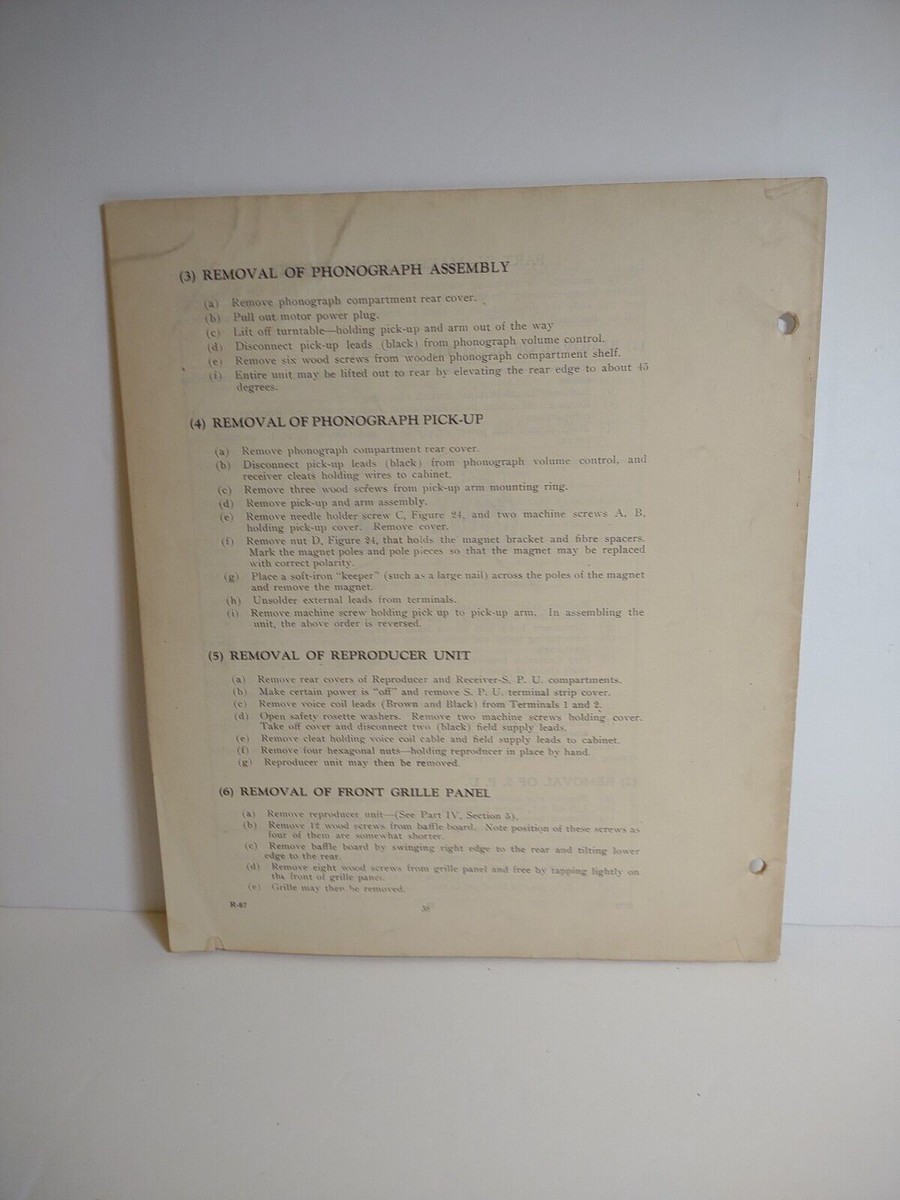 (3) REMOVAL OF PHONOGRAPH ASSEMBLY
(a) Remove phonograph compartment rear cover.
(b) Pull out motor power plug.
(c) Lift off turntable—holding pick-up and arm out of the way
(d) Disconnect pick-up leads (black) from phonograph volume control.
(e) Remove six wood screws from wooden phonograph compartment shelf.
(f) Entire unit may be lifted out to rear by elevating the rear edge to about 45
degrees.
(4) REMOVAL OF PHONOGRAPH PICK-UP
(a) Remove phonograph compartment rear cover.
(b) Disconnect pick-up leads (black) from phonograph volume control, and
receiver cleats holding wires to cabinet.
(c) Remove three wood screws from pick-up arm mounting ring.
(d) Remove pick-up and arm assembly.
(e) Remove needle holder screw C, Figure 24, and two machine screws A, B,
holding pick-up cover. Remove cover.
(f) Remove nut D, Figure 24, that holds the magnet bracket and fibre spacers.
Mark the magnet poles and pole pieces so that the magnet may be replaced
with correct polarity.
(g) Place a soft-iron "keeper" (such as a large nail) across the poles of the magnet
and remove the magnet.
(h) Unsolder external leads from terminals.
(i) Remove machine screw holding pick up to pick-up arm. In assembling the
unit, the above order is reversed.
(5) REMOVAL OF REPRODUCER UNIT
(a) Remove rear covers of Reproducer and Receiver-S. P. U. compartments.
(b) Make certain power is "off" and remove S. P. U. terminal strip cover.
(c) Remove voice coil leads (Brown and Black) from Terminals 1 and 2.
(d) Open safety rosette washers. Remove two machine screws holding cover.
Take off cover and disconnect two (black) field supply leads.
(e) Remove cleat holding voice coil cable and field supply leads to cabinet.
(f) Remove four hexagonal nuts—holding reproducer in place by hand.
(g) Reproducer unit may then be removed.
(6) REMOVAL OF FRONT GRILLE PANEL
(a) Remove reproducer unit—(See Part IV, Section 5).
(b) Remove 12 wood screws from baffle board. Note position of these screws as
four of them are somewhat shorter.
(c) Remove baffle board by swinging right edge to the rear and tilting lower
edge to the rear.
(d) Remove eight wood screws from grille panel and free by tapping lightly on
the front of grille panel.
(e) Grille may then be removed.
R-67
38